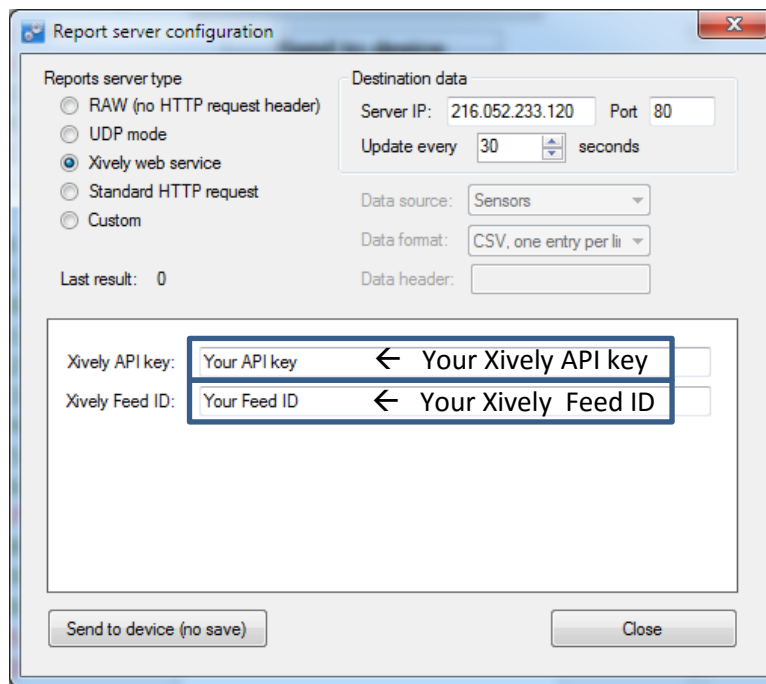 Report server configuration
Reports server type
RAW (no HTTP request header)
UDP mode
Xively web service
Standard HTTP request
Custom
Last result: 0
Destination data
Server IP: 216.052.233.120 Port 80
Update every 30 seconds
Data source: Sensors
Data format: CSV, one entry per li
Data header:
Xively API key: Your API key ← Your Xively API key
Xively Feed ID: Your Feed ID ← Your Xively Feed ID
Send to device (no save) Close